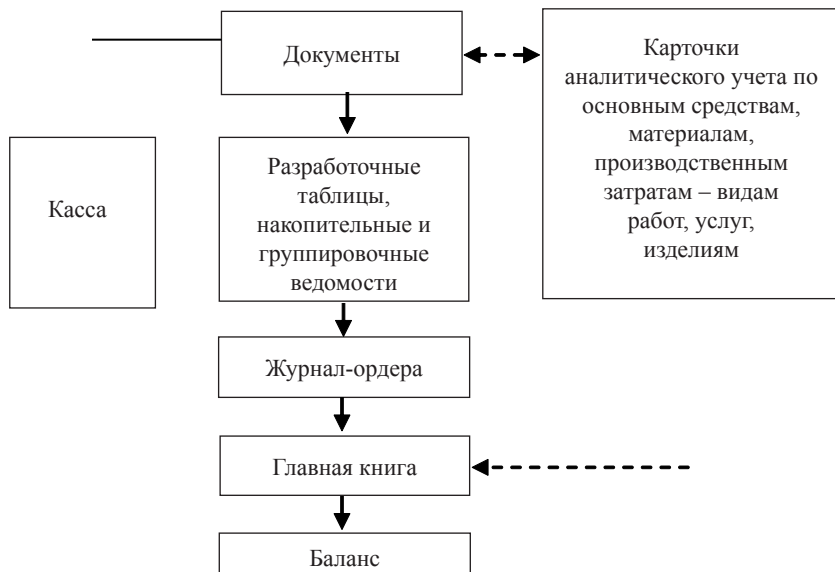 Документы
Карточки
аналитического учета по
основным средствам,
материалам,
производственным
затратам – видам
работ, услуг,
изделиям
Касса
Разработочные
таблицы,
накопительные и
группировочные
ведомости
Журнал-ордера
Главная книга
Баланс